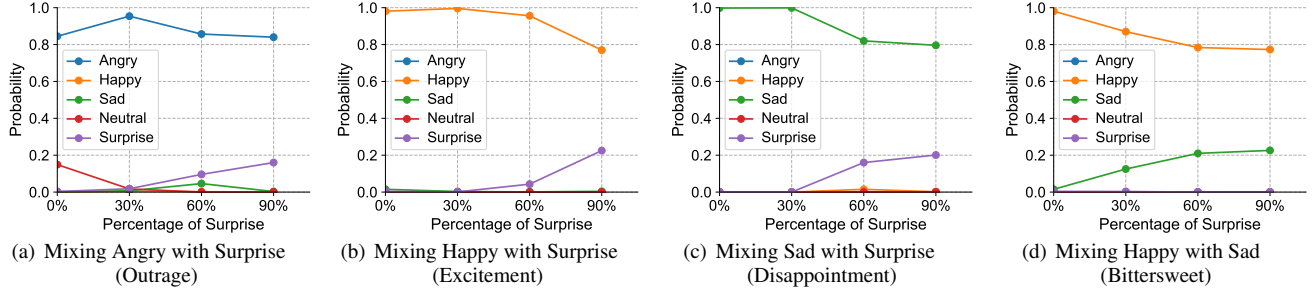 1.0
0.8
0.6
0.4
0.2
0.0
Probability
Angry
Happy
Sad
Neutral
Surprise
0% 30% 60% 90%
Percentage of Surprise
(a) Mixing Angry with Surprise
(Outrage)
1.0
0.8
0.6
0.4
0.2
0.0
Probability
Angry
Happy
Sad
Neutral
Surprise
0% 30% 60% 90%
Percentage of Surprise
(b) Mixing Happy with Surprise
(Excitement)
1.0
0.8
0.6
0.4
0.2
0.0
Probability
Angry
Happy
Sad
Neutral
Surprise
0% 30% 60% 90%
Percentage of Surprise
(c) Mixing Sad with Surprise
(Disappointment)
1.0
0.8
0.6
0.4
0.2
0.0
Probability
Angry
Happy
Sad
Neutral
Surprise
0% 30% 60% 90%
Percentage of Surprise
(d) Mixing Happy with Sad
(Bittersweet)